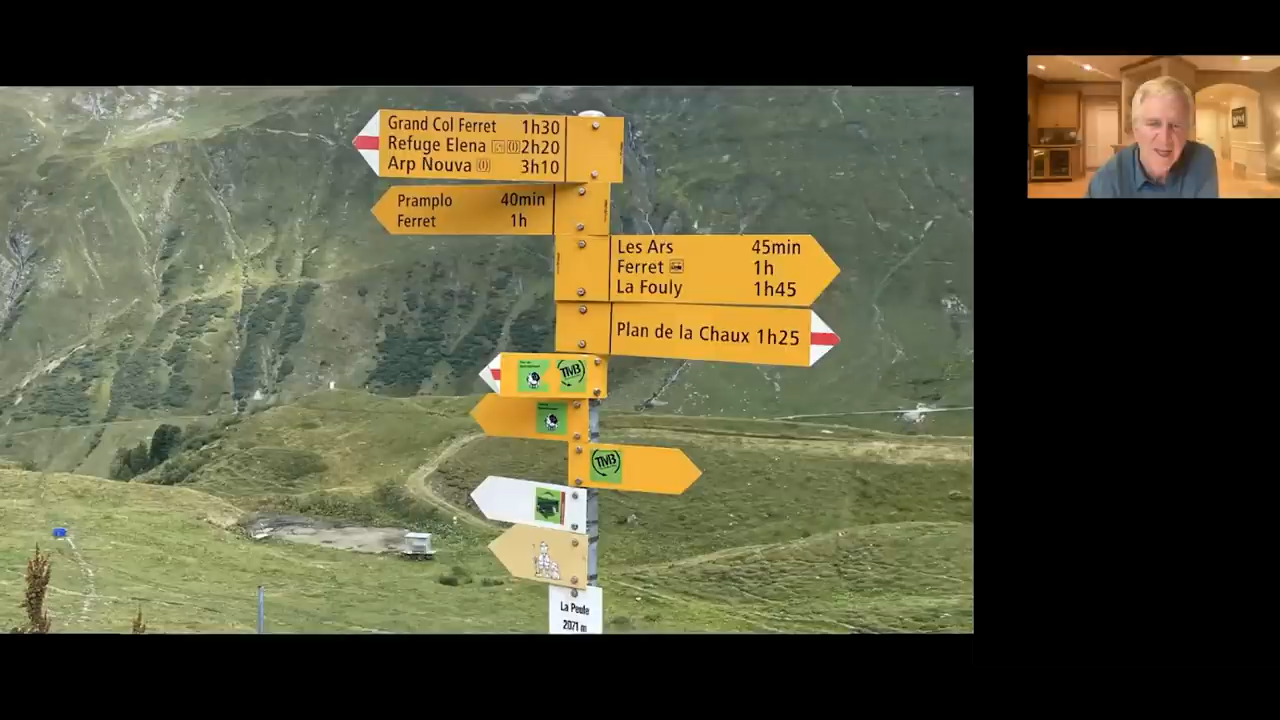 Grand Col Ferret 1h30
Refuge Elena 2h20
Arp Nouva 3h10
Pramplo 40min
Ferret 1h
Les Ars 45min
Ferret 1h
La Fouly 1h45
Plan de la Chaux 1h25
TMB
TMB
La Peule
2071 m